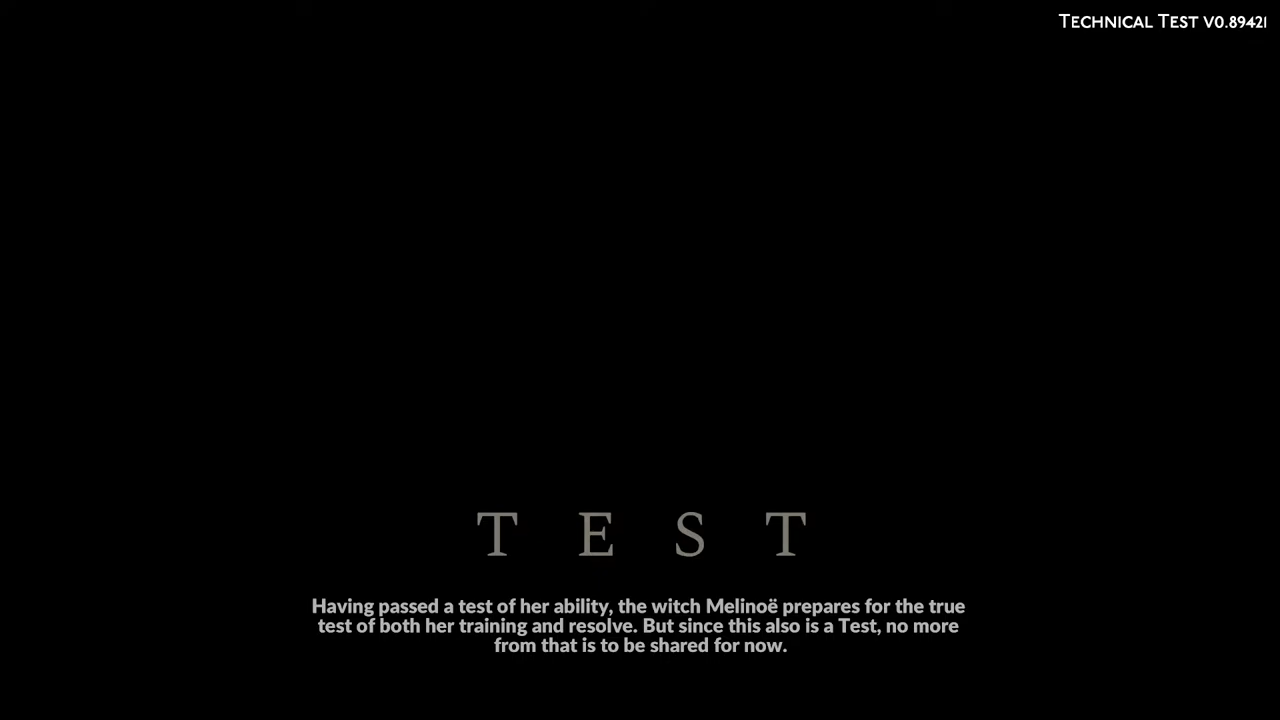 TECHNICAL TEST V0.89421
T E S T
Having passed a test of her ability, the witch Melinoë prepares for the true
test of both her training and resolve. But since this also is a Test, no more
from that is to be shared for now.